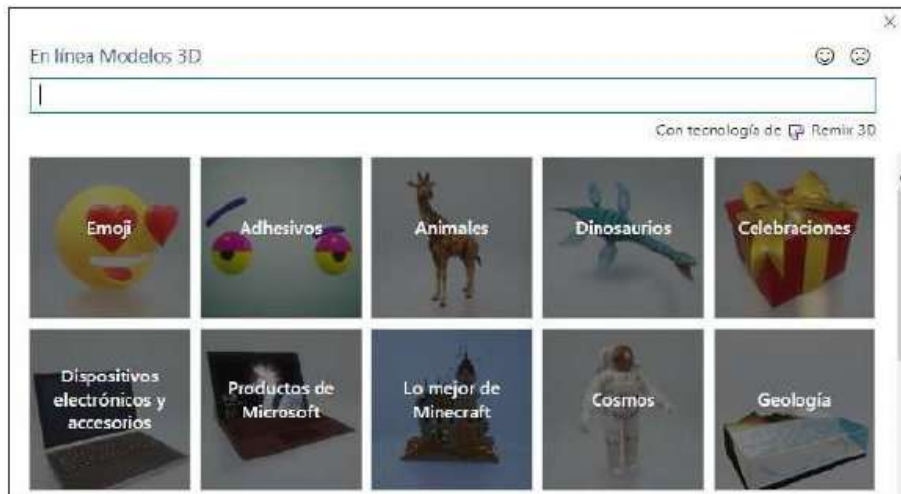 En línea Modelos 3D
Con tecnología de Remix 3D
Emoji
Adhesivos
Animales
Dinosaurios
Celebraciones
Dispositivos
electrónicos y
accesorios
Productos de
Microsoft
Lo mejor de
Minecraft
Cosmos
Geología